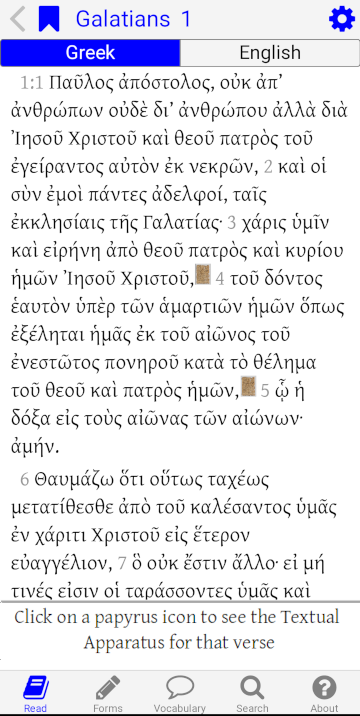 Galatians 1
Greek English
1:1 Παῦλος ἀπόστολος, οὐκ ἀπ’
ἀνθρώπων οὐδὲ δι’ ἀνθρώπου ἀλλὰ διὰ
Ἰησοῦ Χριστοῦ καὶ θεοῦ πατρὸς τοῦ
ἐγείραντος αὐτὸν ἐκ νεκρῶν, 2 καὶ οἱ
σὺν ἐμοὶ πάντες ἀδελφοί, ταῖς
ἐκκλησίαις τῆς Γαλατίας· 3 χάρις ὑμῖν
καὶ εἰρήνη ἀπὸ θεοῦ πατρὸς καὶ κυρίου
ἡμῶν Ἰησοῦ Χριστοῦ, 4 τοῦ δόντος
ἑαυτὸν ὑπὲρ τῶν ἁμαρτιῶν ἡμῶν ὅπως
ἐξέληται ἡμᾶς ἐκ τοῦ αἰῶνος τοῦ
ἐνεστῶτος πονηροῦ κατὰ τὸ θέλημα
τοῦ θεοῦ καὶ πατρὸς ἡμῶν, 5 ᾧ ἡ
δόξα εἰς τοὺς αἰῶνας τῶν αἰώνων·
ἀμήν.
6 Θαυμάζω ὅτι οὕτως ταχέως
μετατίθεσθε ἀπὸ τοῦ καλέσαντος ὑμᾶς
ἐν χάριτι Χριστοῦ εἰς ἕτερον
εὐαγγέλιον, 7 ὃ οὐκ ἔστιν ἄλλο· εἰ μή
τινές εἰσιν οἱ ταράσσοντες ὑμᾶς καὶ
Click on a papyrus icon to see the Textual
Apparatus for that verse
Read Forms Vocabulary Search About